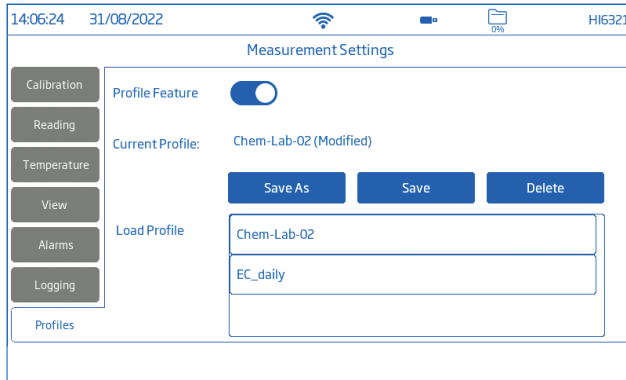 14:06:24 31/08/2022 0% HI6321
Measurement Settings
Calibration
Profile Feature
Reading
Current Profile: Chem-Lab-02 (Modified)
Temperature
Save As Save Delete
View
Load Profile
Chem-Lab-02
Alarms
EC_daily
Logging
Profiles